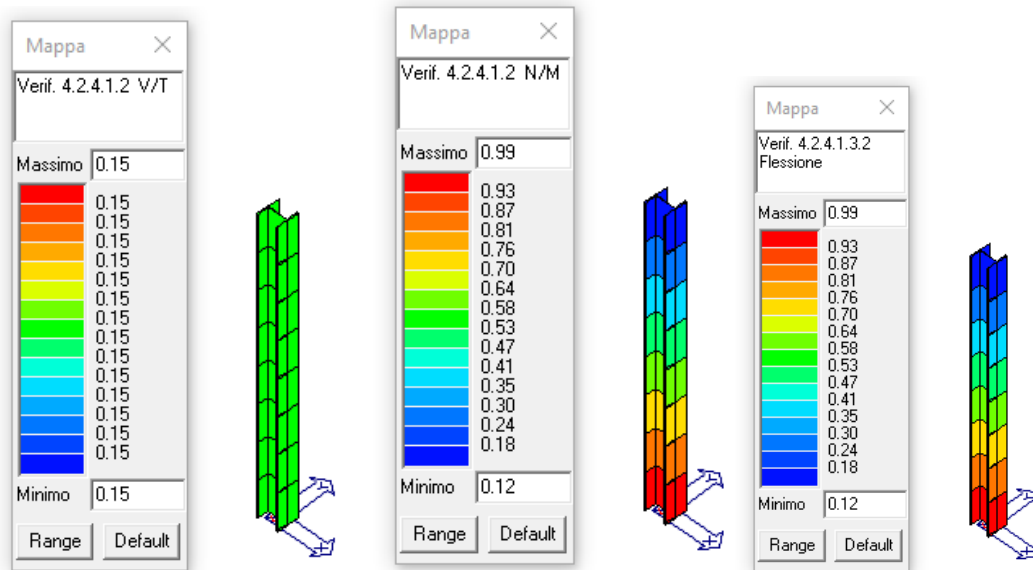 Mappa
Verif. 4.2.4.1.2 V/T
Massimo 0.15
0.15
0.15
0.15
0.15
0.15
0.15
0.15
0.15
0.15
0.15
0.15
0.15
0.15
0.15
Minimo 0.15
Range Default
Mappa
Verif. 4.2.4.1.2 N/M
Massimo 0.99
0.93
0.87
0.81
0.76
0.70
0.64
0.58
0.53
0.47
0.41
0.35
0.30
0.24
0.18
Minimo 0.12
Range Default
Mappa
Verif. 4.2.4.1.3.2
Flessione
Massimo 0.99
0.93
0.87
0.81
0.76
0.70
0.64
0.58
0.53
0.47
0.41
0.35
0.30
0.24
0.18
Minimo 0.12
Range Default